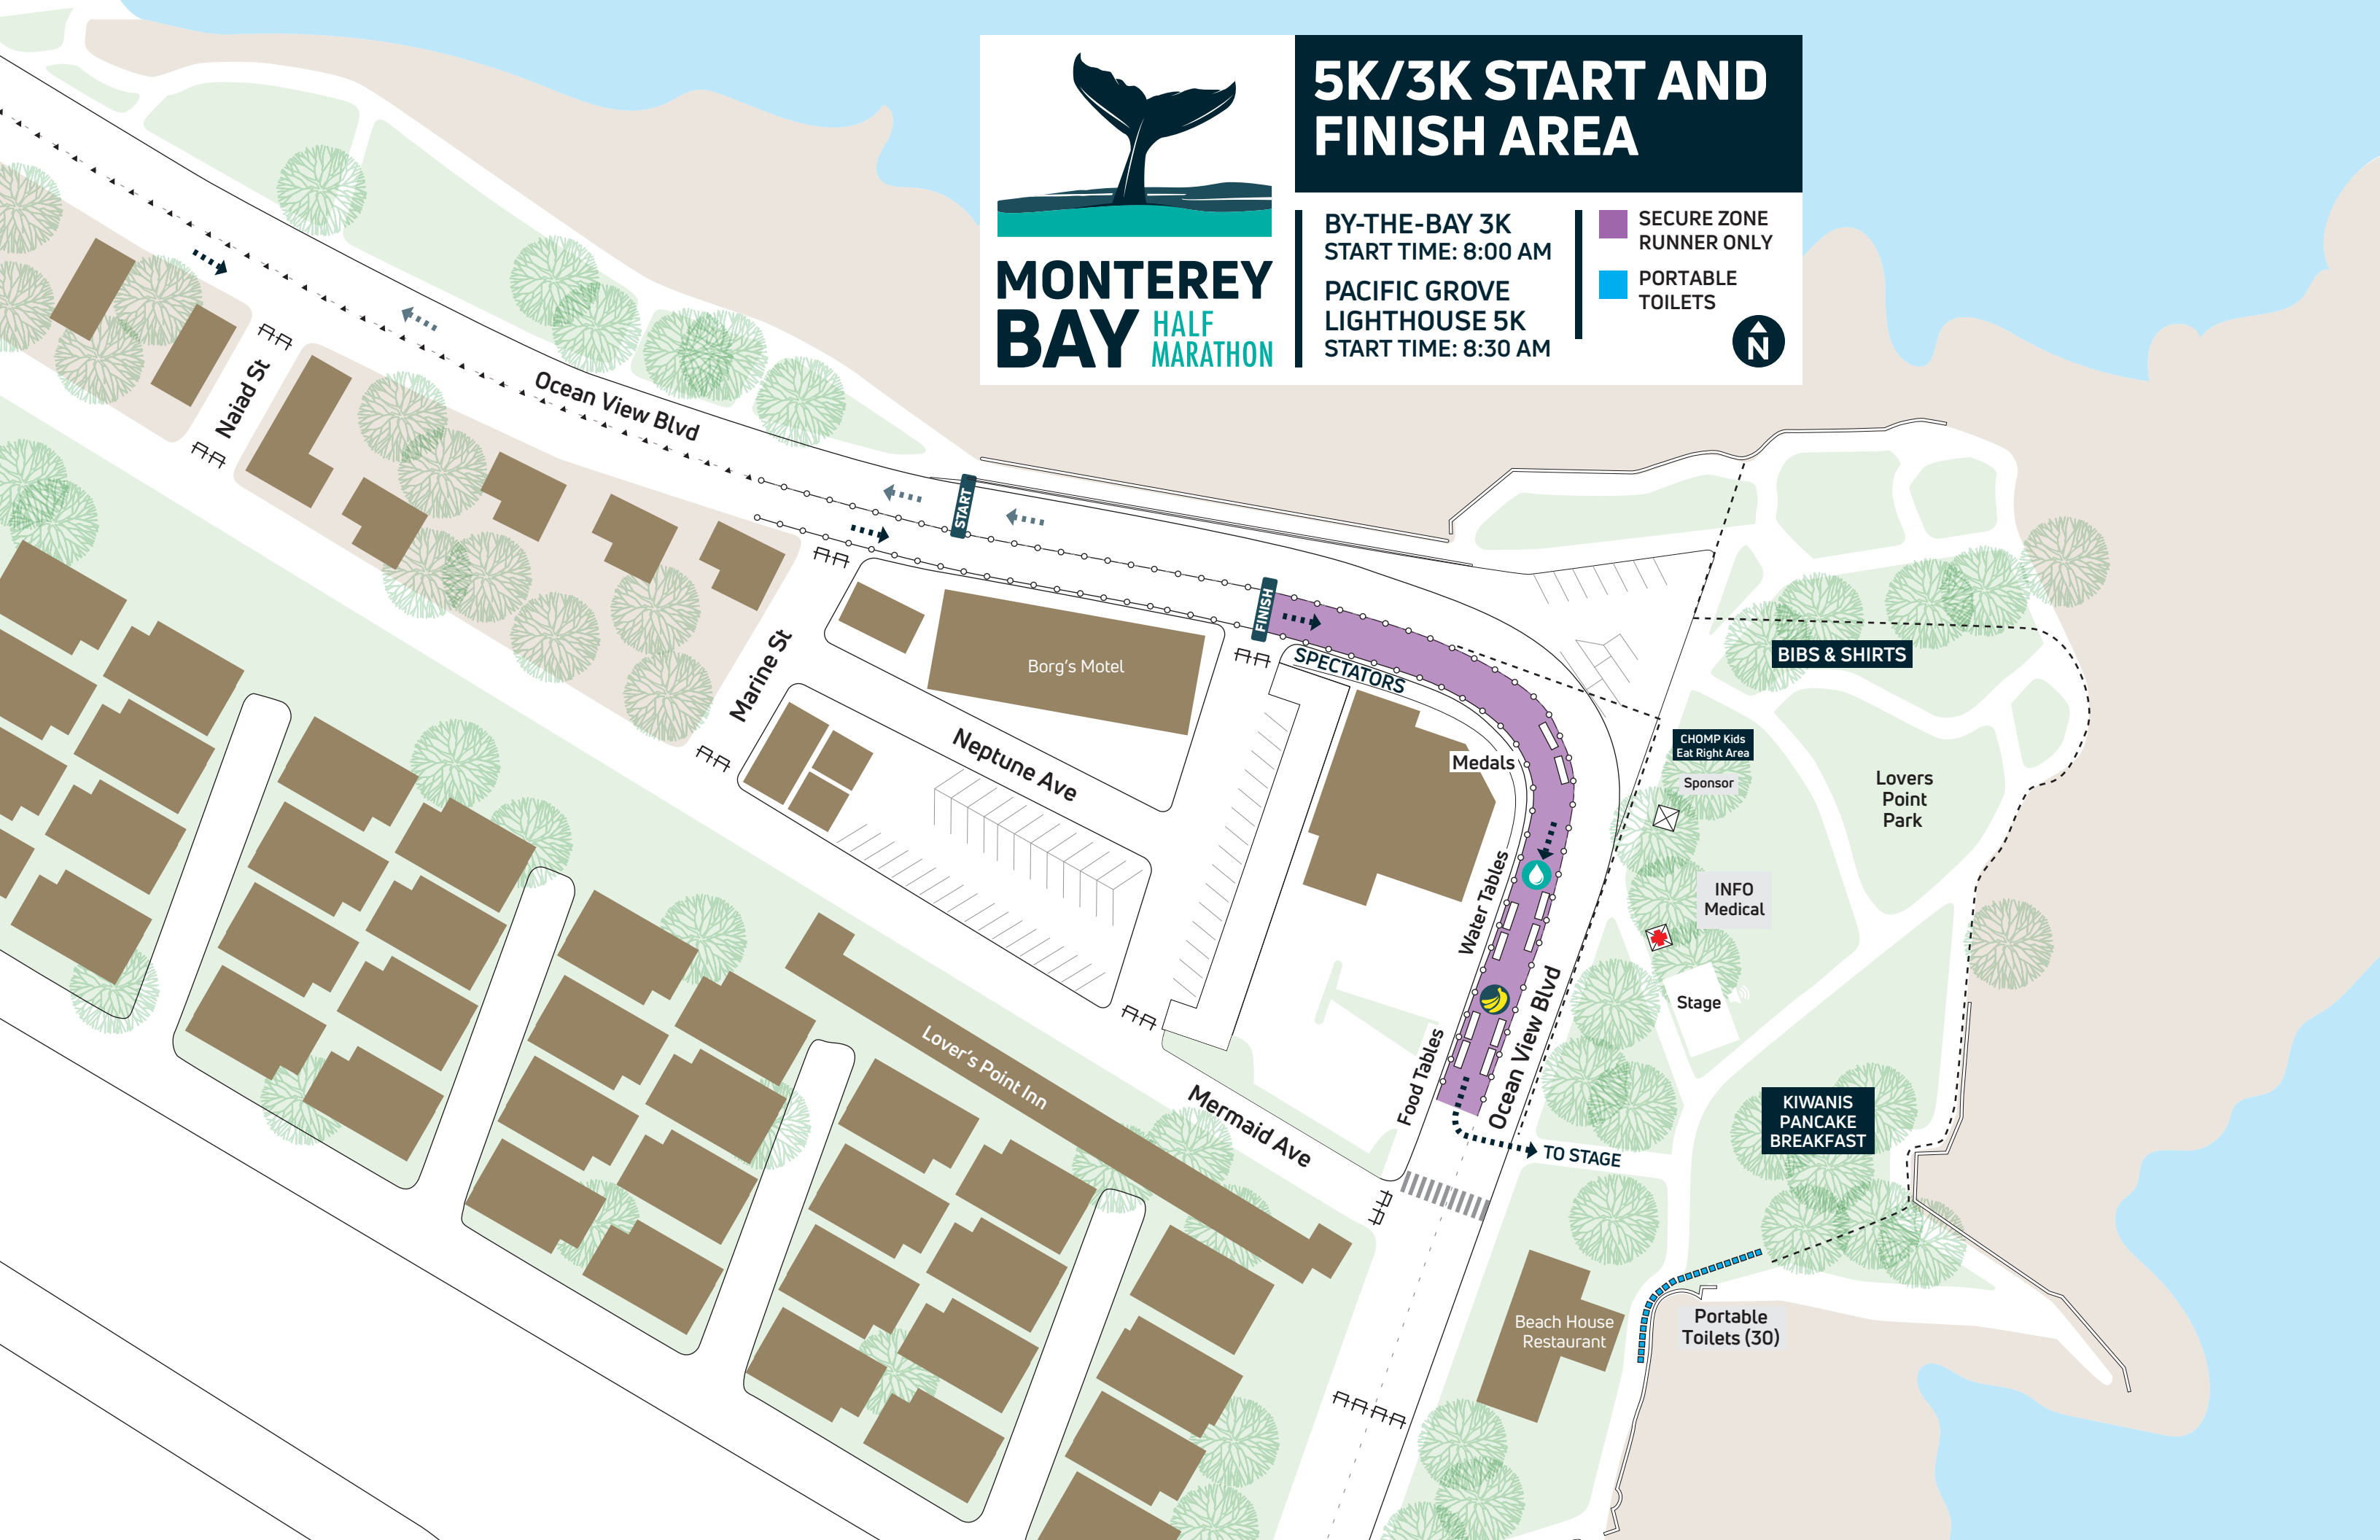 5K/3K START AND
FINISH AREA
MONTEREY
BAY HALF
MARATHON
BY-THE-BAY 3K
START TIME: 8:00 AM
PACIFIC GROVE
LIGHTHOUSE 5K
START TIME: 8:30 AM
SECURE ZONE
RUNNER ONLY
PORTABLE
TOILETS
N
Naiad St
Ocean View Blvd
START
FINISH
SPECTATORS
Borg's Motel
Marine St
Neptune Ave
BIBS & SHIRTS
CHOMP Kids
Eat Right Area
Sponsor
Medals
Lovers
Point
Park
Water Tables
INFO
Medical
Stage
Ocean View Blvd
Food Tables
Lover's Point Inn
Mermaid Ave
TO STAGE
KIWANIS
PANCAKE
BREAKFAST
Beach House
Restaurant
Portable
Toilets (30)